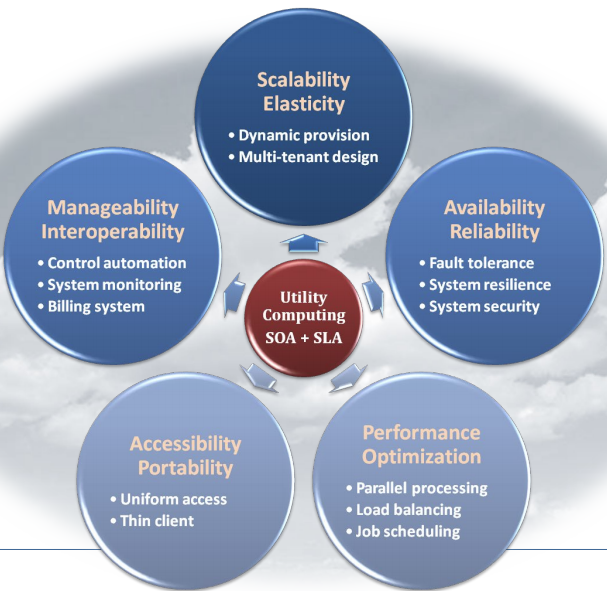 Scalability
Elasticity
• Dynamic provision
• Multi-tenant design
Manageability
Interoperability
• Control automation
• System monitoring
• Billing system
Availability
Reliability
• Fault tolerance
• System resilience
• System security
Utility
Computing
SOA + SLA
Accessibility
Portability
• Uniform access
• Thin client
Performance
Optimization
• Parallel processing
• Load balancing
• Job scheduling